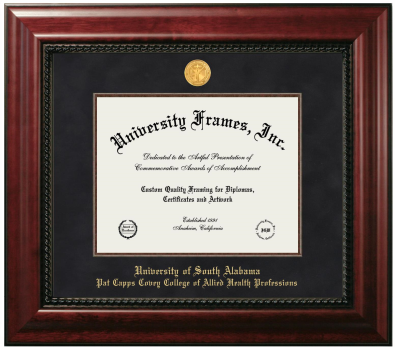 University Frames, Inc.
Dedicated to the Artful Presentation of
Commemorative Awards of Accomplishment
Custom Quality Framing for Diplomas,
Certificates and Artwork
Established 1991
Anaheim, California
University of South Alabama
Pat Capps Covey College of Allied Health Professions